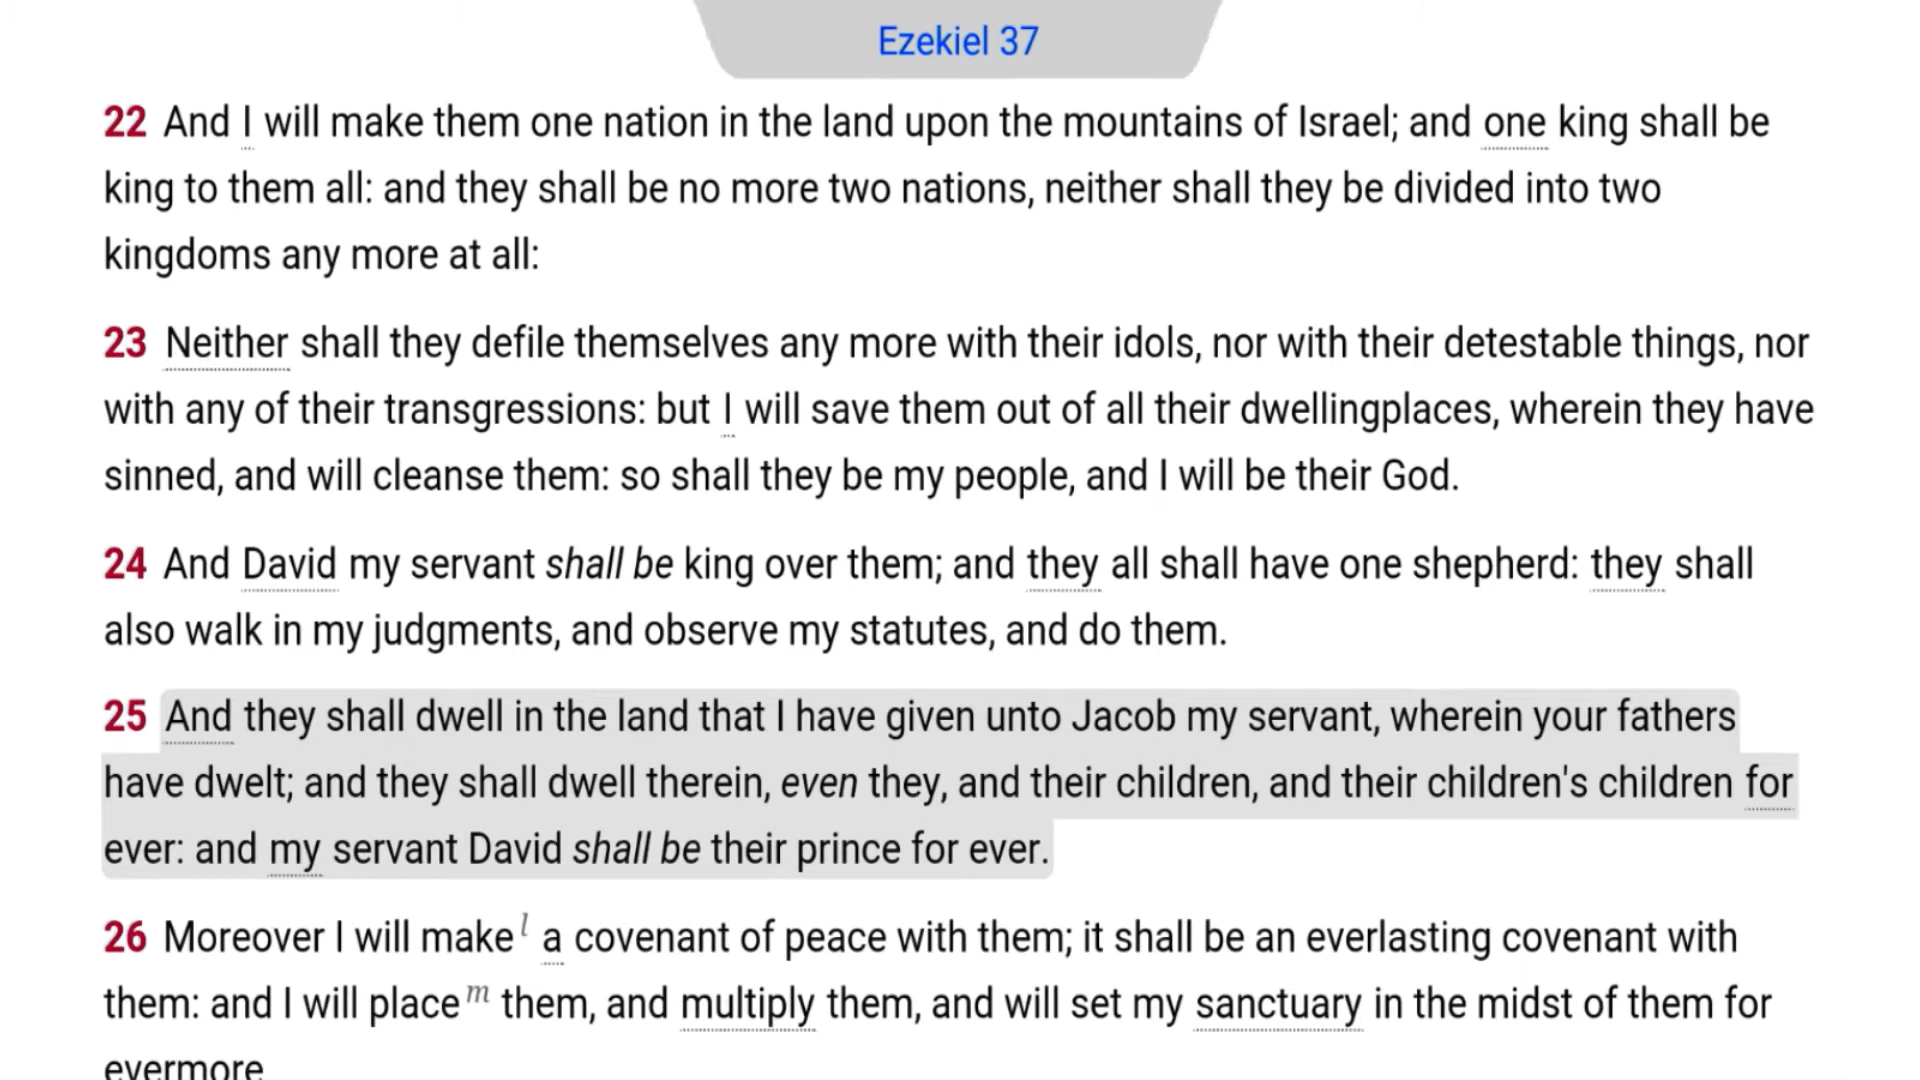 Ezekiel 37
22 And I will make them one nation in the land upon the mountains of Israel; and one king shall be
king to them all: and they shall be no more two nations, neither shall they be divided into two
kingdoms any more at all:
23 Neither shall they defile themselves any more with their idols, nor with their detestable things, nor
with any of their transgressions: but I will save them out of all their dwellingplaces, wherein they have
sinned, and will cleanse them: so shall they be my people, and I will be their God.
24 And David my servant shall be king over them; and they all shall have one shepherd: they shall
also walk in my judgments, and observe my statutes, and do them.
25 And they shall dwell in the land that I have given unto Jacob my servant, wherein your fathers
have dwelt; and they shall dwell therein, even they, and their children, and their children's children for
ever: and my servant David shall be their prince for ever.
26 Moreover I will make l a covenant of peace with them; it shall be an everlasting covenant with
them: and I will place m them, and multiply them, and will set my sanctuary in the midst of them for
evermore